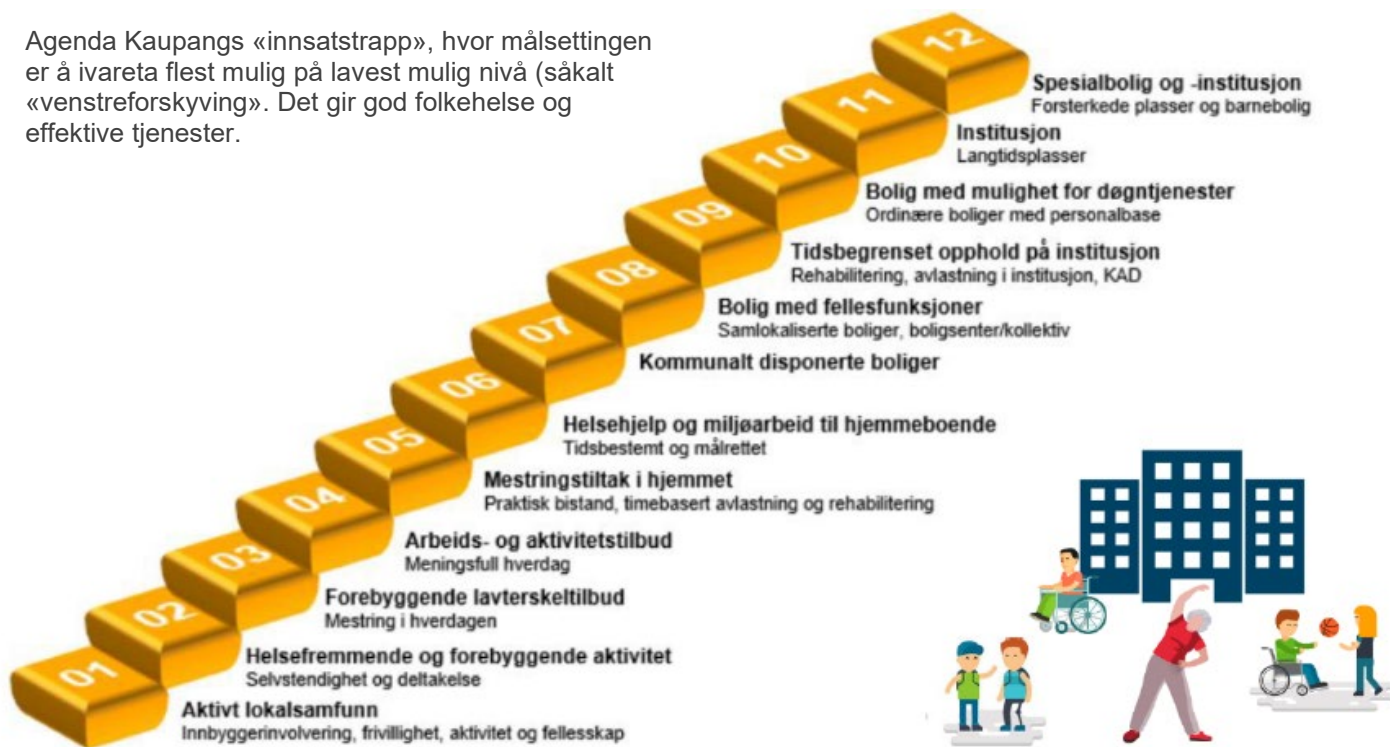 Agenda Kaupangs «innsatstrapp», hvor målsettingen
er å ivareta flest mulig på lavest mulig nivå (såkalt
«venstreforskyving». Det gir god folkehelse og
effektive tjenester.
12
Spesialbolig og -institusjon
Forsterkede plasser og barnebolig
11
Institusjon
Langtidsplasser
10
Bolig med mulighet for døgntjenester
Ordinære boliger med personalbase
09
Tidsbegrenset opphold på institusjon
Rehabilitering, avlastning i institusjon, KAD
08
Bolig med fellesfunksjoner
Samlokaliserte boliger, boligsenter/kollektiv
07
Kommunalt disponerte boliger
06
Helsehjelp og miljøarbeid til hjemmeboende
Tidsbestemt og målrettet
05
Mestringstiltak i hjemmet
Praktisk bistand, timebasert avlastning og rehabilitering
04
Arbeids- og aktivitetstilbud
Meningsfull hverdag
03
Forebyggende lavterskeltilbud
Mestring i hverdagen
02
Helsefremmende og forebyggende aktivitet
Selvstendighet og deltakelse
01
Aktivt lokalsamfunn
Innbyggerinvolvering, frivillighet, aktivitet og fellesskap